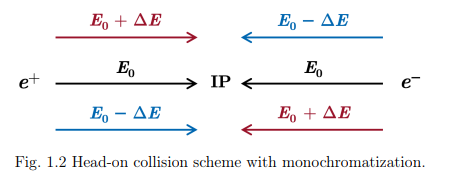 E₀ + ΔE E₀ − ΔE
e⁺ E₀ IP E₀ e⁻
E₀ − ΔE E₀ + ΔE
Fig. 1.2 Head-on collision scheme with monochromatization.